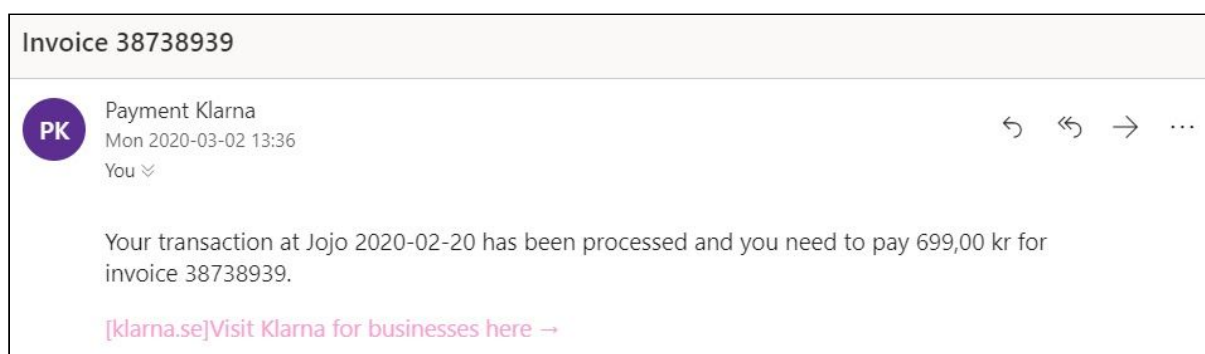 Invoice 38738939
PK
Payment Klarna
Mon 2020-03-02 13:36
You
Your transaction at Jojo 2020-02-20 has been processed and you need to pay 699,00 kr for
invoice 38738939.
[klarna.se]Visit Klarna for businesses here →